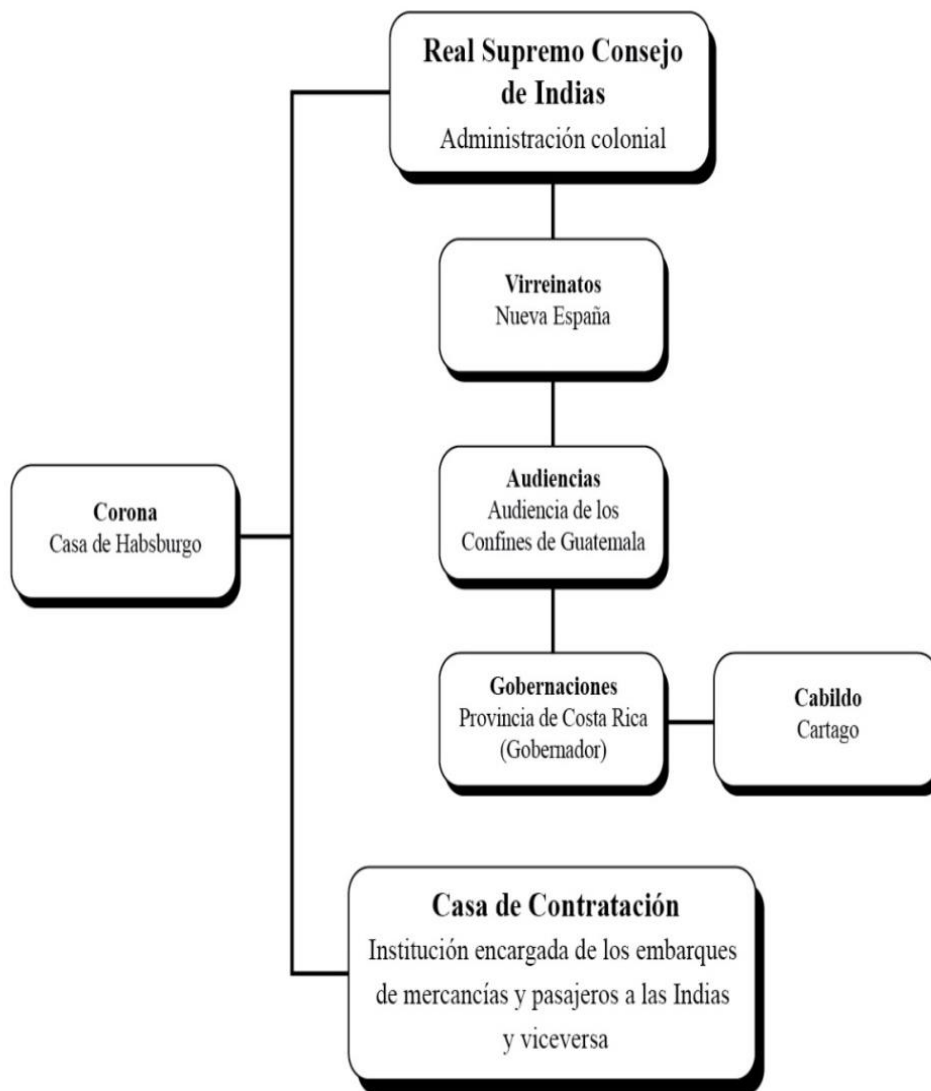 Real Supremo Consejo
de Indias
Administración colonial
Virreinatos
Nueva España
Audiencias
Audiencia de los
Confines de Guatemala
Corona
Casa de Habsburgo
Gobernaciones
Provincia de Costa Rica
(Gobernador)
Cabildo
Cartago
Casa de Contratación
Institución encargada de los embarques
de mercancías y pasajeros a las Indias
y viceversa